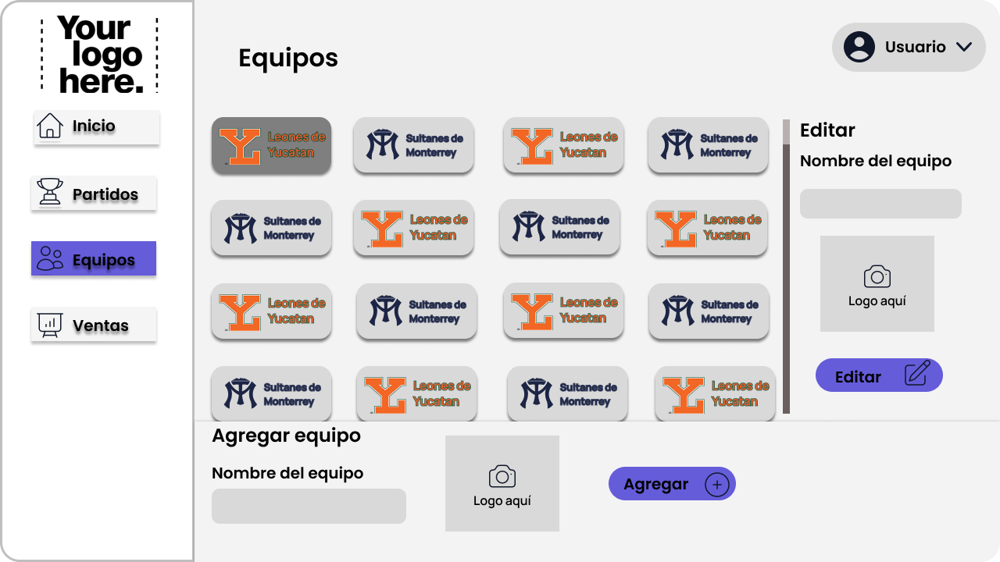 Your
logo
here.
Inicio
Partidos
Equipos
Ventas
Equipos
Usuario
Leones de
Yucatan
Sultanes de
Monterrey
Leones de
Yucatan
Sultanes de
Monterrey
Sultanes de
Monterrey
Leones de
Yucatan
Sultanes de
Monterrey
Leones de
Yucatan
Leones de
Yucatan
Sultanes de
Monterrey
Leones de
Yucatan
Sultanes de
Monterrey
Sultanes de
Monterrey
Leones de
Yucatan
Sultanes de
Monterrey
Leones de
Yucatan
Editar
Nombre del equipo
Logo aquí
Editar
Agregar equipo
Nombre del equipo
Logo aquí
Agregar